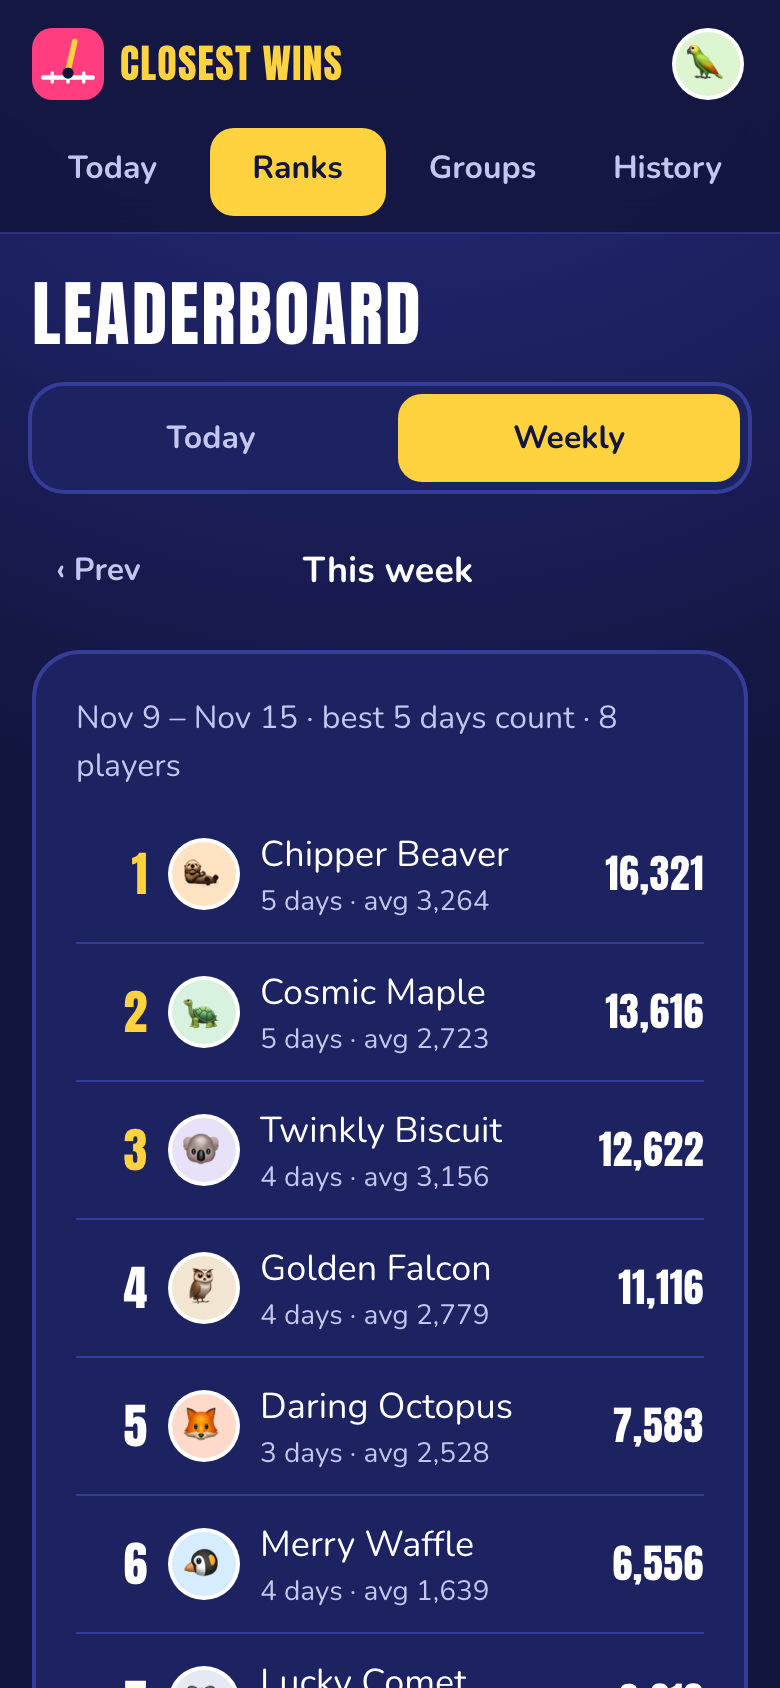 CLOSEST WINS
Today Ranks Groups History
LEADERBOARD
Today Weekly
‹ Prev This week
Nov 9 – Nov 15 · best 5 days count · 8
players
1 Chipper Beaver 16,321
5 days · avg 3,264
2 Cosmic Maple 13,616
5 days · avg 2,723
3 Twinkly Biscuit 12,622
4 days · avg 3,156
4 Golden Falcon 11,116
4 days · avg 2,779
5 Daring Octopus 7,583
3 days · avg 2,528
6 Merry Waffle 6,556
4 days · avg 1,639
Lucky Comet